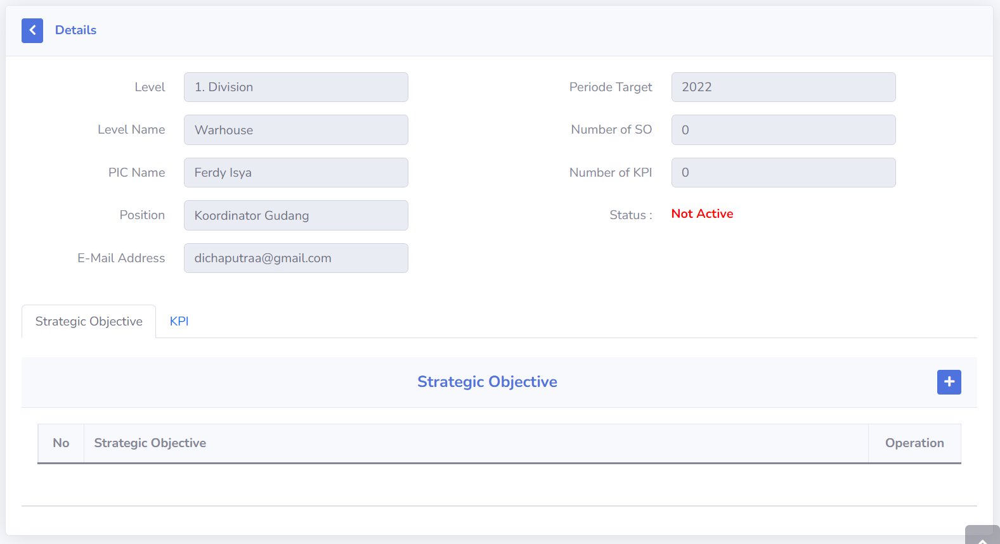 Details
Level 1. Division
Level Name Warhouse
PIC Name Ferdy Isya
Position Koordinator Gudang
E-Mail Address dichaputraa@gmail.com
Periode Target 2022
Number of SO 0
Number of KPI 0
Status : Not Active
Strategic Objective KPI
Strategic Objective
No Strategic Objective Operation